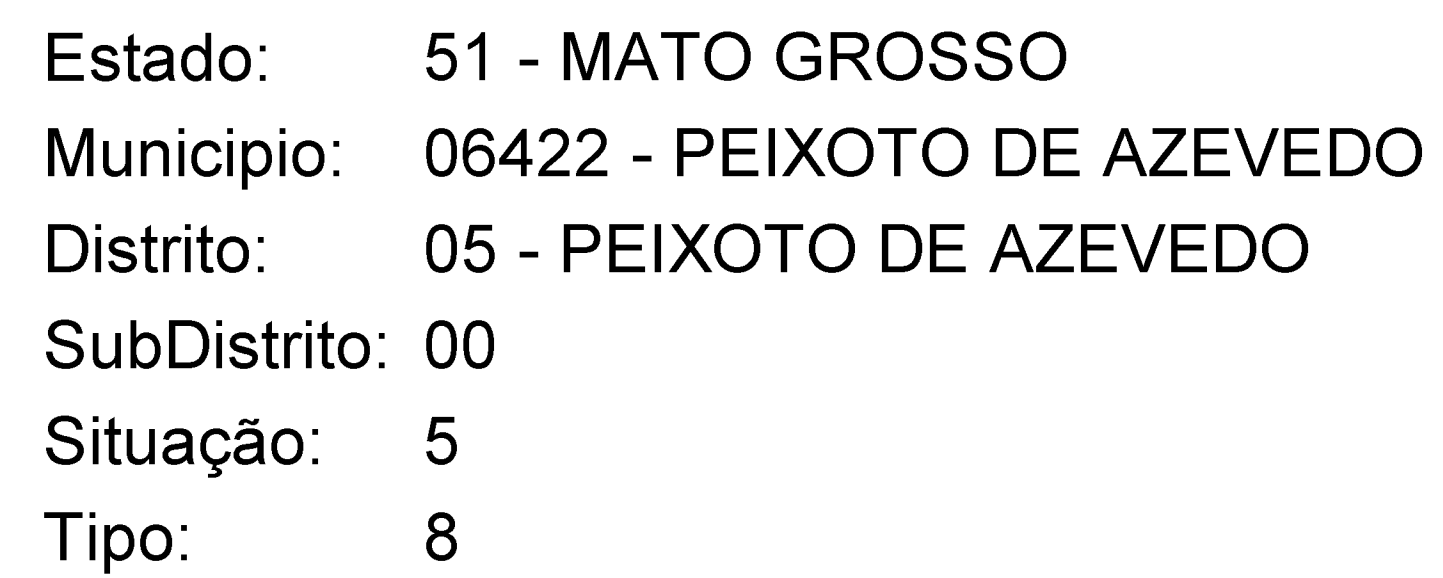 Estado: 51 - MATO GROSSO
Municipio: 06422 - PEIXOTO DE AZEVEDO
Distrito: 05 - PEIXOTO DE AZEVEDO
SubDistrito: 00
Situação: 5
Tipo: 8